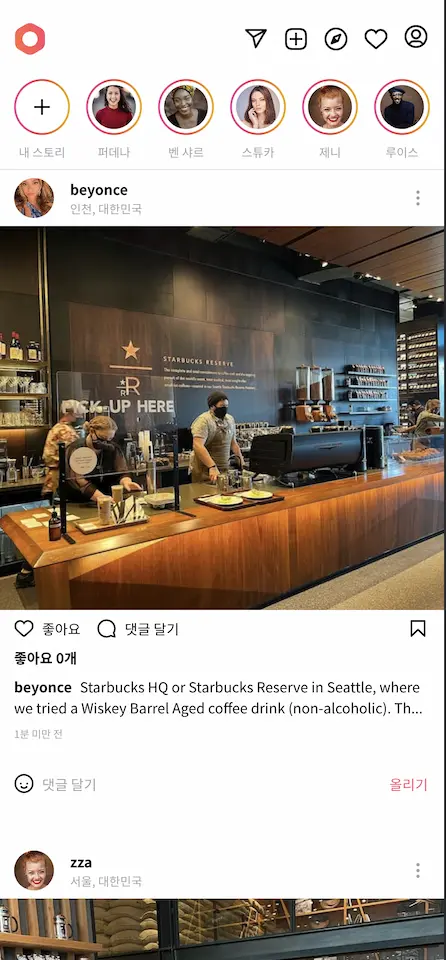 내 스토리
퍼데나
벤 샤르
스튜카
제니
루이스
beyonce
인천, 대한민국
STARBUCKS RESERVE
R
PICK-UP HERE
좋아요
댓글 달기
좋아요 0개
beyonce Starbucks HQ or Starbucks Reserve in Seattle, where
we tried a Wiskey Barrel Aged coffee drink (non-alcoholic). Th...
1분 미만 전
댓글 달기
올리기
zza
서울, 대한민국